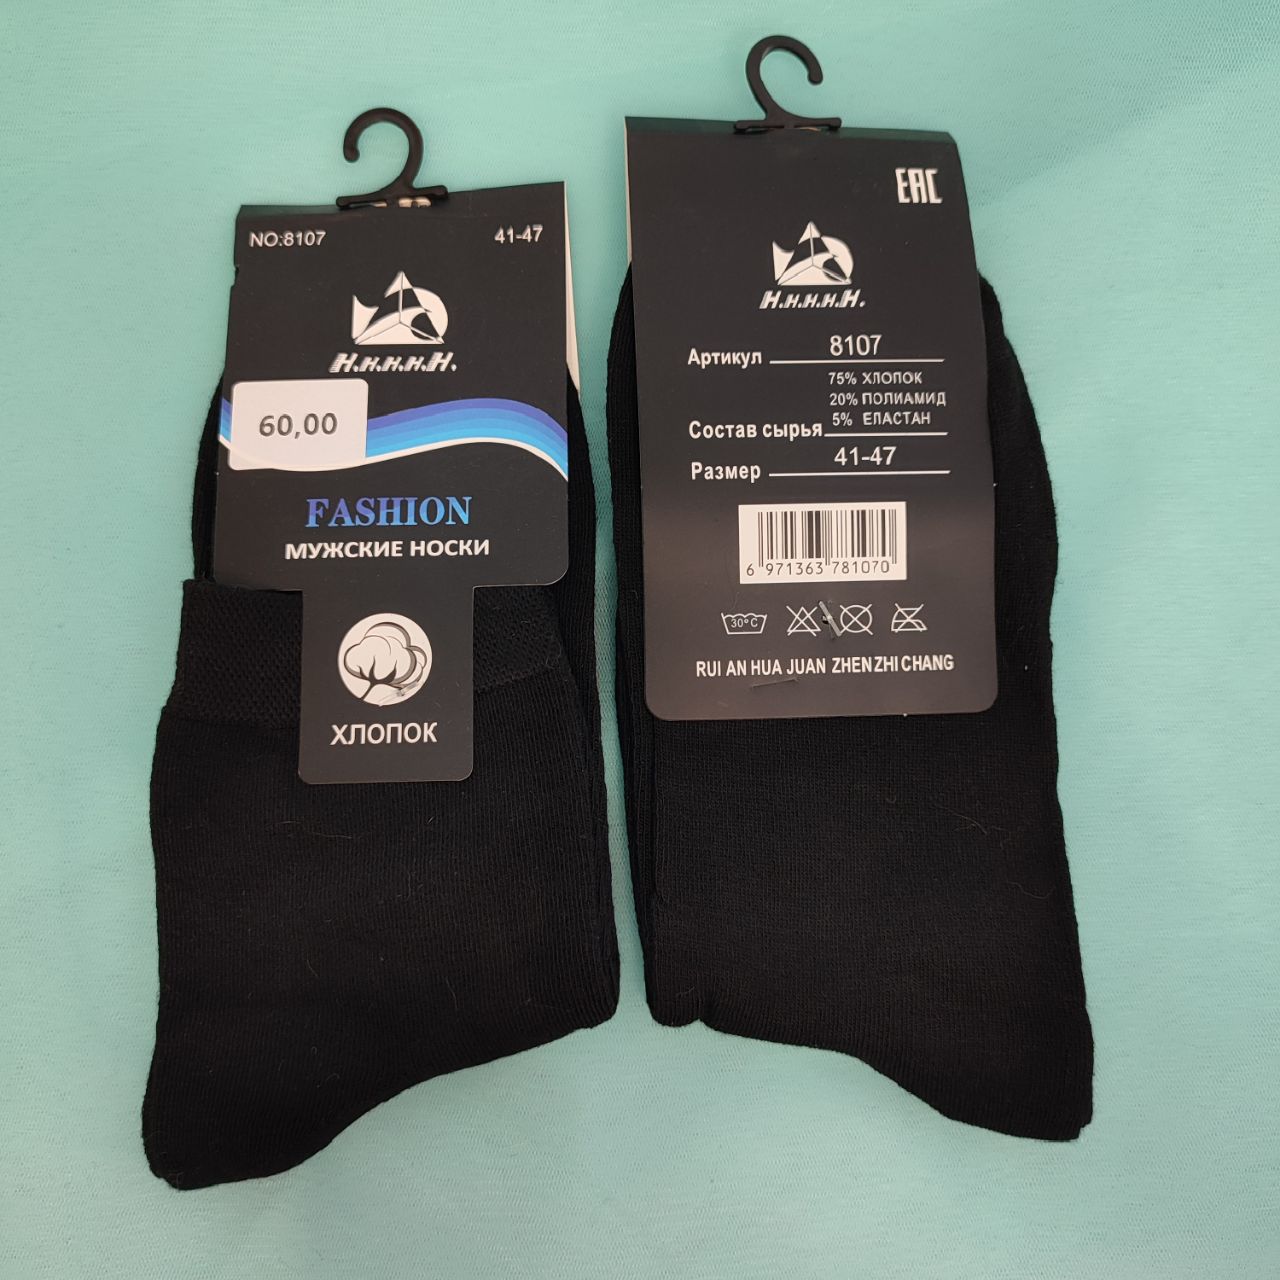 NO:8107 41-47
H.H.H.H.H.
60,00
FASHION
МУЖСКИЕ НОСКИ
ХЛОПОК
EAC
H.H.H.H.H.
Артикул 8107
75% ХЛОПОК
20% ПОЛИАМИД
Состав сырья 5% ЕЛАСТАН
Размер 41-47
6 971363 781070
30°C
RUI AN HUA JUAN ZHENZHI CHANG